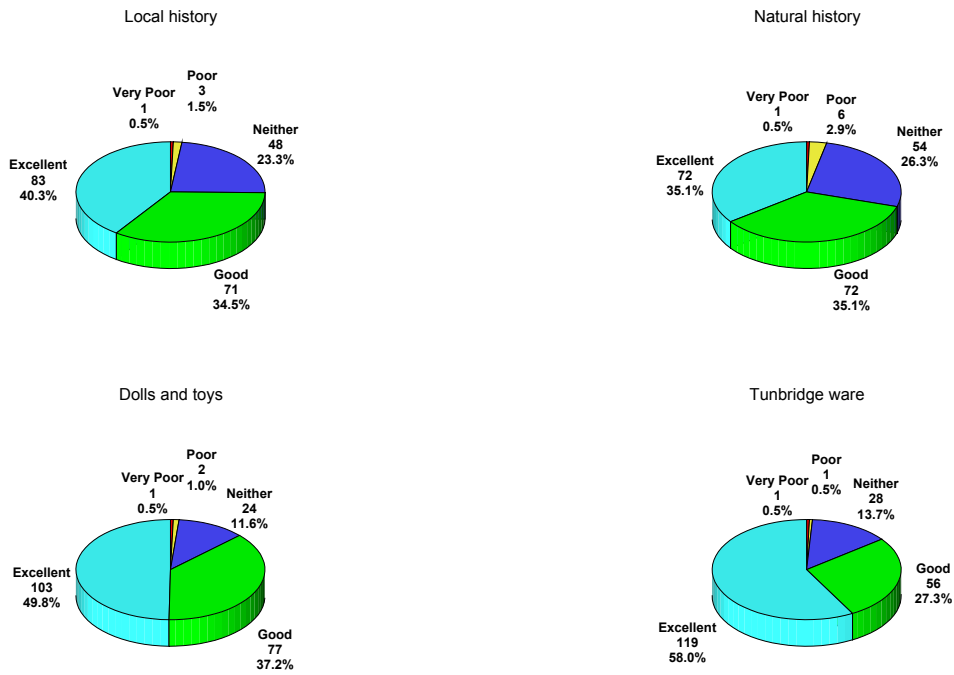 Local history
Very Poor
1
0.5%
Poor
3
1.5%
Neither
48
23.3%
Excellent
83
40.3%
Good
71
34.5%
Natural history
Very Poor
1
0.5%
Poor
6
2.9%
Neither
54
26.3%
Excellent
72
35.1%
Good
72
35.1%
Dolls and toys
Very Poor
1
0.5%
Poor
2
1.0%
Neither
24
11.6%
Excellent
103
49.8%
Good
77
37.2%
Tunbridge ware
Very Poor
1
0.5%
Poor
1
0.5%
Neither
28
13.7%
Good
56
27.3%
Excellent
119
58.0%